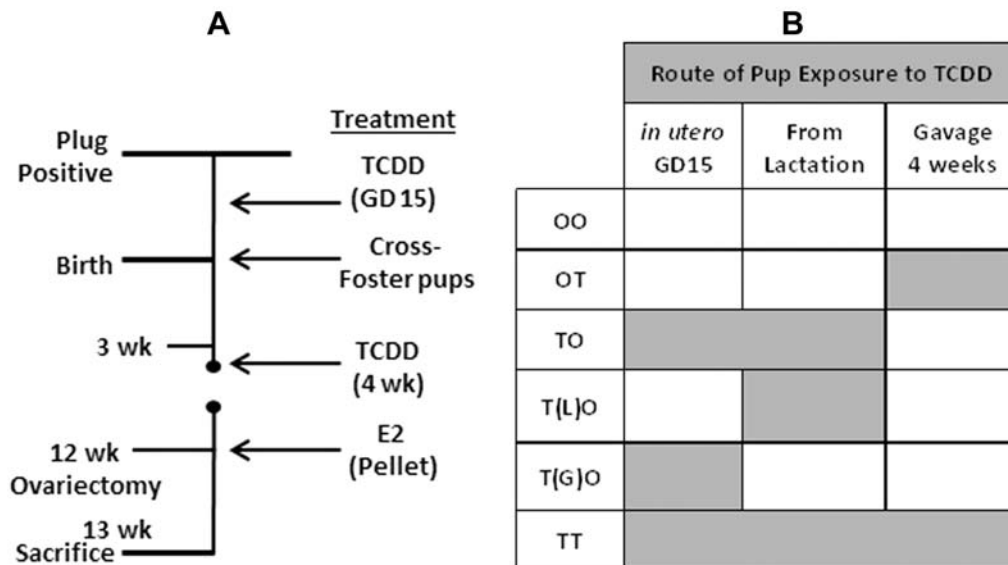 A
Treatment
Plug
Positive
TCDD
(GD 15)
Birth
Cross-
Foster pups
3 wk
TCDD
(4 wk)
12 wk
Ovariectomy
E2
(Pellet)
13 wk
Sacrifice
B
Route of Pup Exposure to TCDD
in utero
GD15
From
Lactation
Gavage
4 weeks
OO
OT
TO
T(L)O
T(G)O
TT